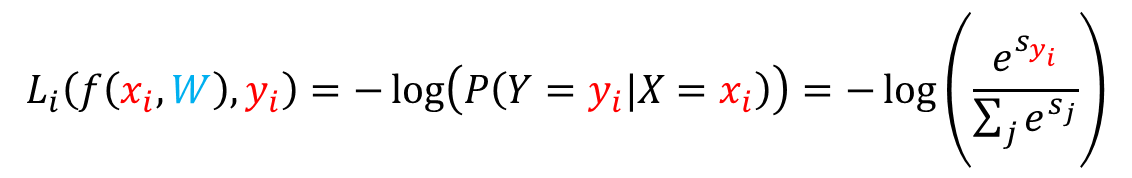 L_i(f(x_i, W), y_i) = − log(P(Y = y_i|X = x_i)) = − log(e^{s_{y_i}} / ∑_j e^{s_j})